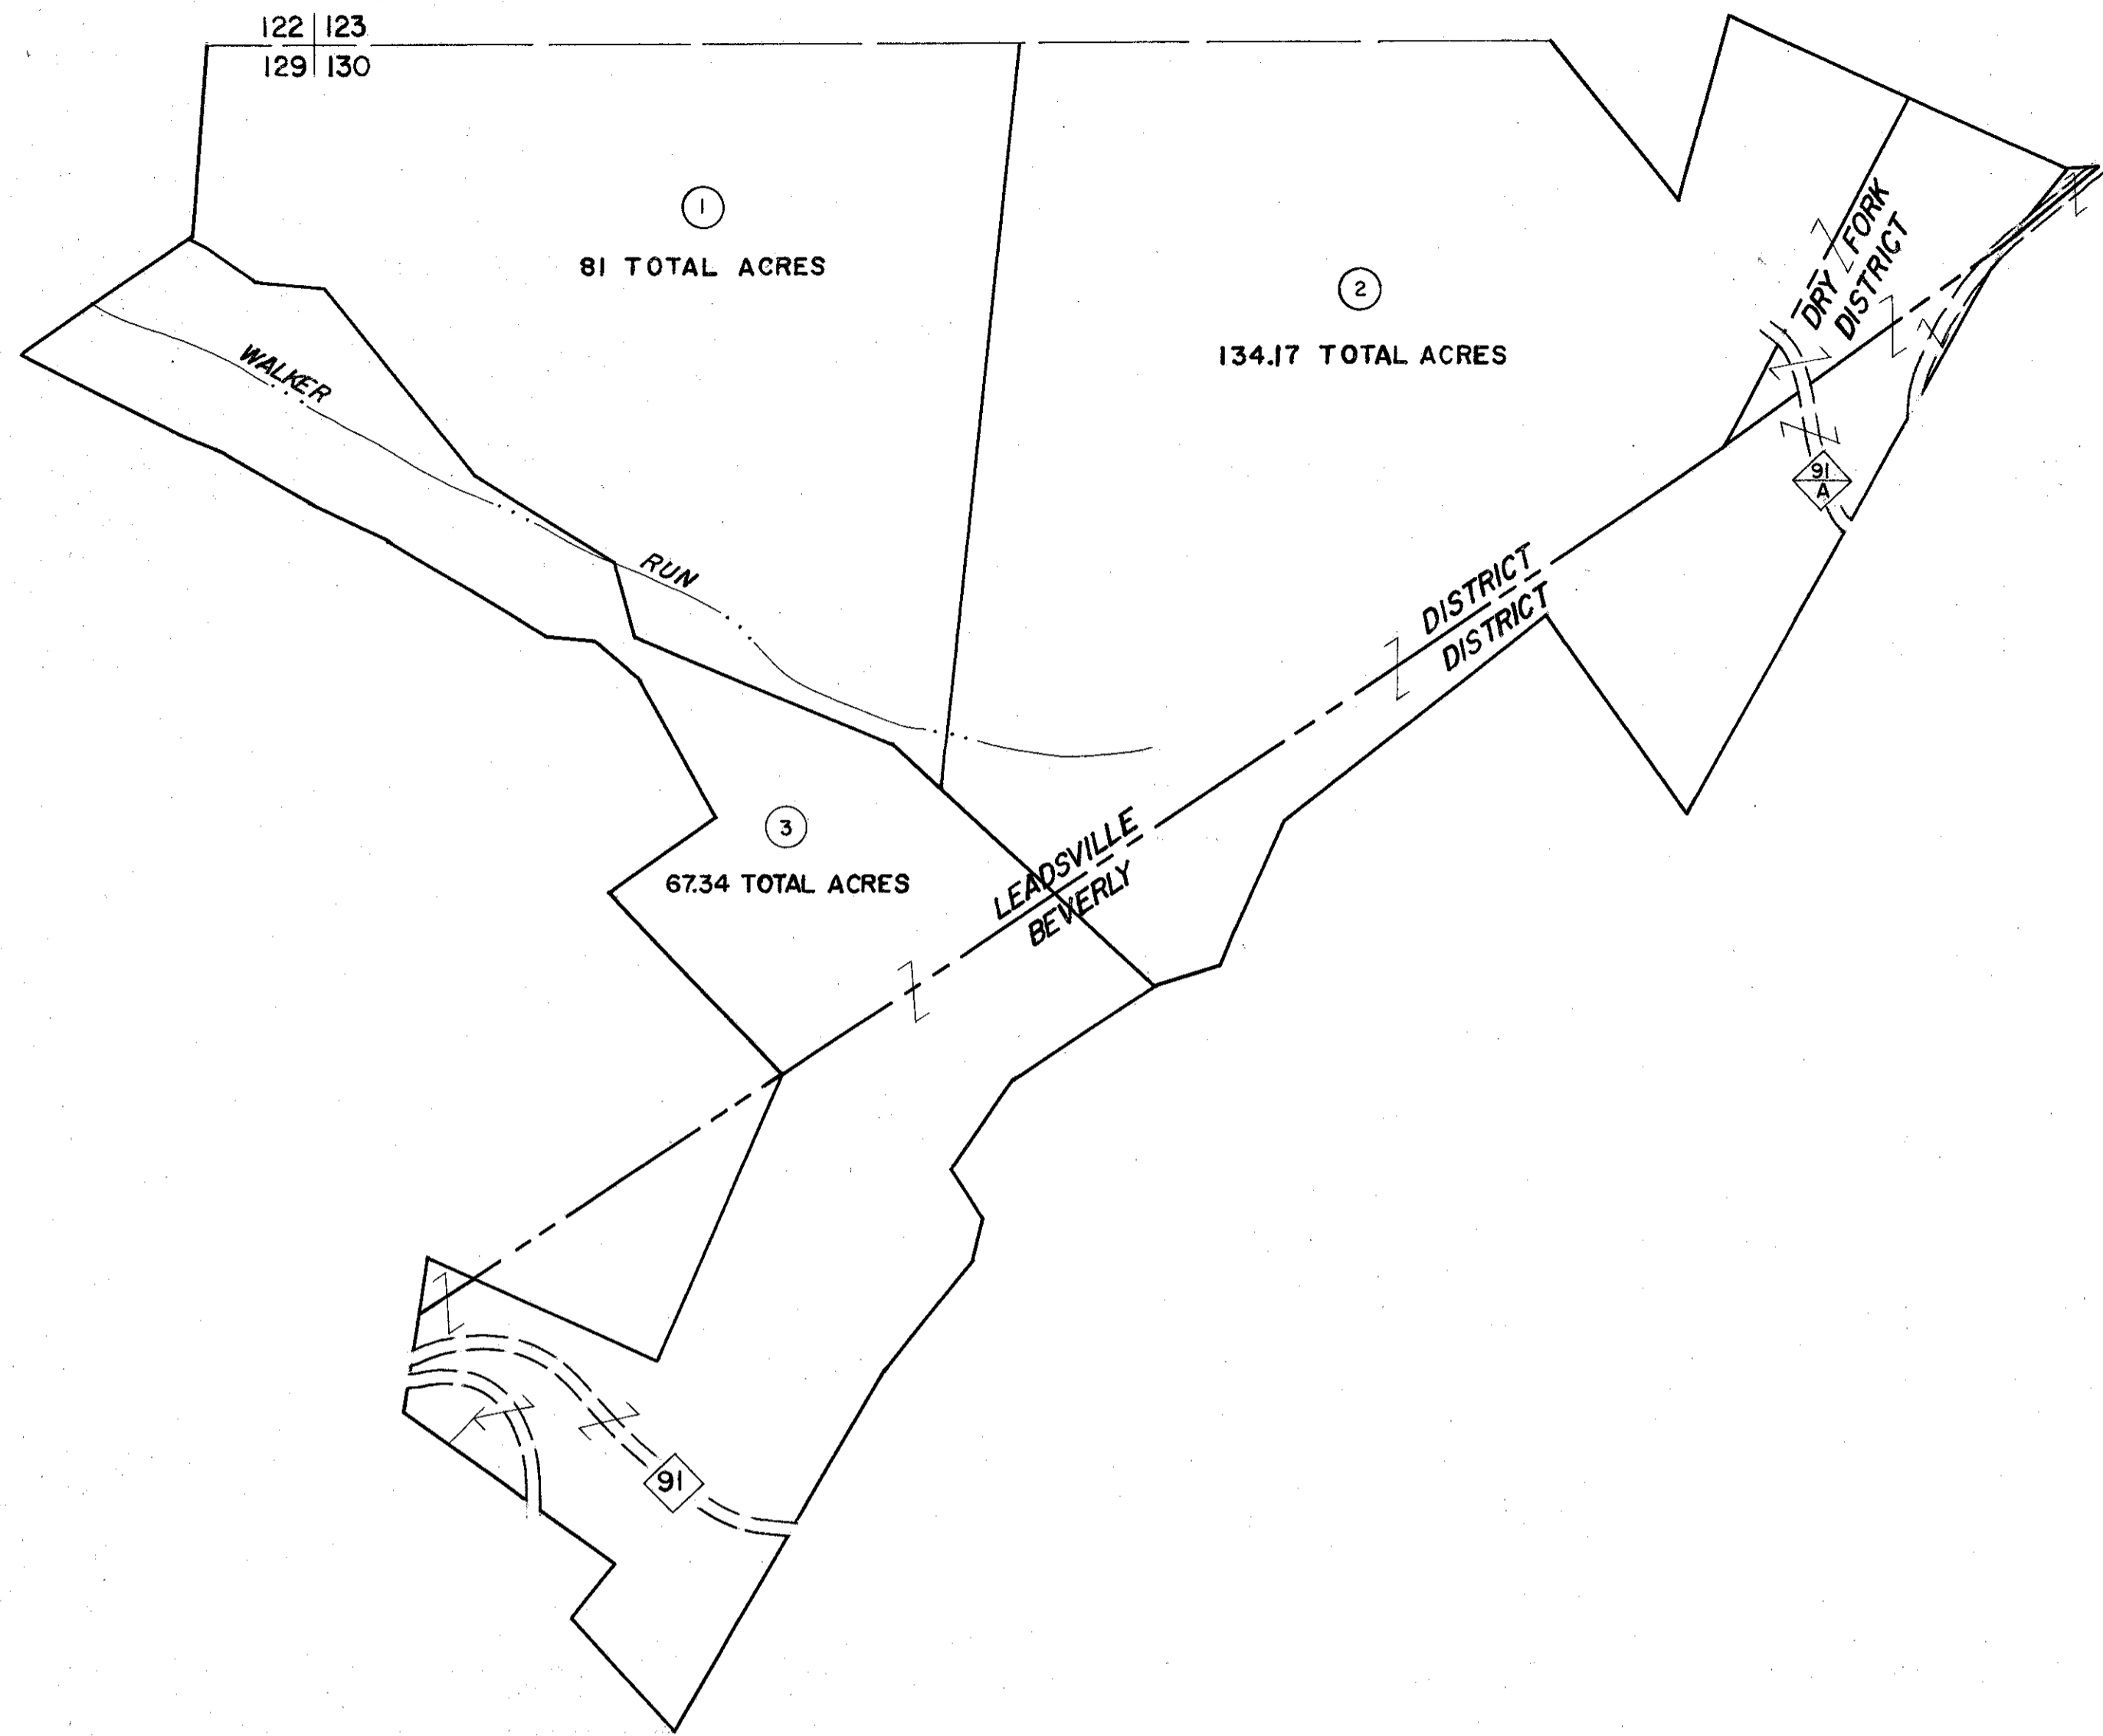 122 123
129 130
1
81 TOTAL ACRES
2
134.17 TOTAL ACRES
DRY FORK
DISTRICT
WALKER
RUN
91
A
DISTRICT
DISTRICT
3
67.34 TOTAL ACRES
LEADSVILLE
BEVERLY
91